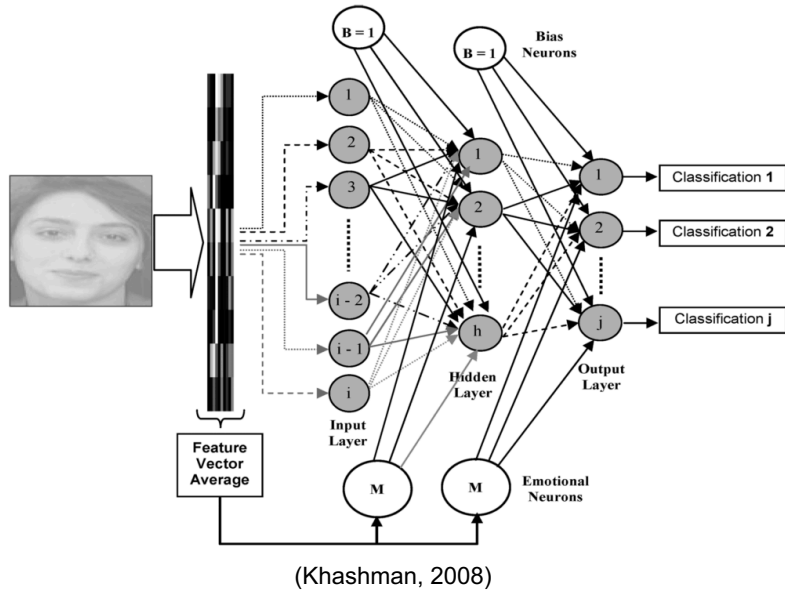 B = 1
B = 1
Bias
Neurons
1
2
3
i - 2
i - 1
i
Input
Layer
1
2
h
Hidden
Layer
1
2
j
Output
Layer
Classification 1
Classification 2
Classification j
Feature
Vector
Average
M
M
Emotional
Neurons
(Khashman, 2008)